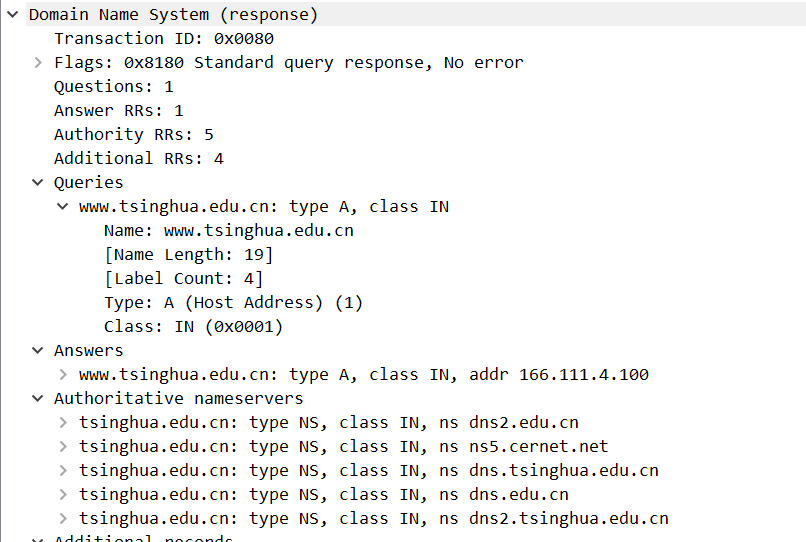 Domain Name System (response)
Transaction ID: 0x0080
Flags: 0x8180 Standard query response, No error
Questions: 1
Answer RRs: 1
Authority RRs: 5
Additional RRs: 4
Queries
www.tsinghua.edu.cn: type A, class IN
Name: www.tsinghua.edu.cn
[Name Length: 19]
[Label Count: 4]
Type: A (Host Address) (1)
Class: IN (0x0001)
Answers
www.tsinghua.edu.cn: type A, class IN, addr 166.111.4.100
Authoritative nameservers
tsinghua.edu.cn: type NS, class IN, ns dns2.edu.cn
tsinghua.edu.cn: type NS, class IN, ns ns5.cernet.net
tsinghua.edu.cn: type NS, class IN, ns dns.tsinghua.edu.cn
tsinghua.edu.cn: type NS, class IN, ns dns.edu.cn
tsinghua.edu.cn: type NS, class IN, ns dns2.tsinghua.edu.cn
Additional records